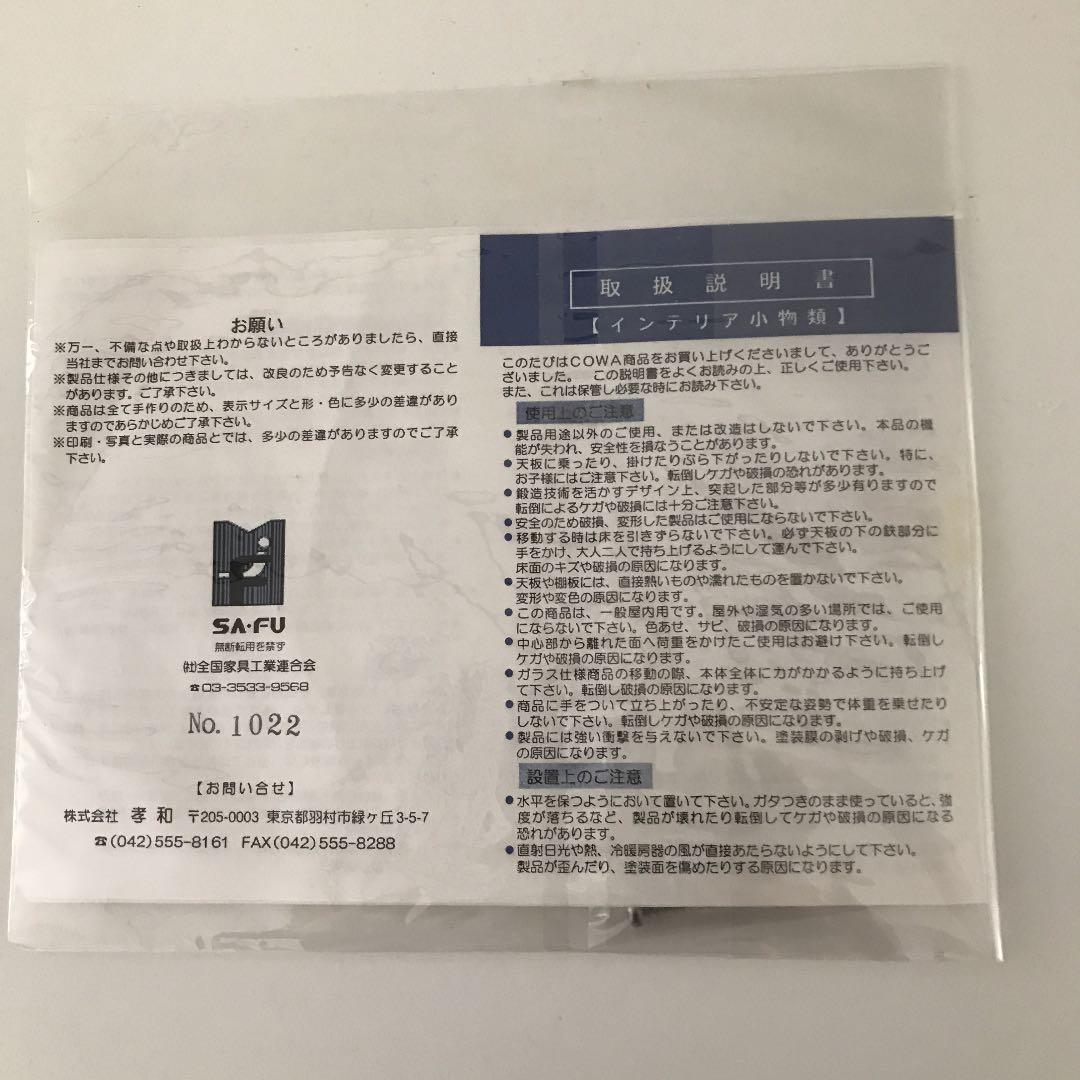 お願い
※万一、不備な点や取扱上わからないところがありましたら、直接
当社までお問い合わせ下さい。
※製品仕様その他につきましては、改良のため予告なく変更すること
があります。ご了承下さい。
※商品は全て手作りのため、表示サイズと形・色に多少の差違があり
ますのであらかじめご了承下さい。
※印刷・写真と実際の商品とでは、多少の差違がありますのでご了承
下さい。
SA・FU
無断転用を禁ず
㈳全国家具工業連合会
☎03-3533-9568
No. 1022
【お問い合せ】
株式会社 孝和 〒205-0003 東京都羽村市緑ヶ丘3-5-7
☎(042)555-8161 FAX(042)555-8288
取扱説明書
【インテリア小物類】
このたびはCOWA商品をお買い上げくださいまして、ありがとうご
ざいました。 この説明書をよくお読みの上、正しくご使用下さい。
また、これは保管し必要な時にお読み下さい。
使用上のご注意
●製品用途以外のご使用、または改造はしないで下さい。本品の機
能が失われ、安全性を損なうことがあります。
●天板に乗ったり、掛けたりぶら下がったりしないで下さい。特に、
お子様にはご注意下さい。転倒しケガや破損の恐れがあります。
●鍛造技術を活かすデザイン上、突起した部分等が多少有りますので
転倒によるケガや破損には十分ご注意下さい。
●安全のため破損、変形した製品はご使用にならないで下さい。
●移動する時は床を引きずらないで下さい。必ず天板の下の鉄部分に
手をかけ、大人二人で持ち上げるようにして運んで下さい。
床面のキズや破損の原因になります。
●天板や棚板には、直接熱いものや濡れたものを置かないで下さい。
変形や変色の原因になります。
●この商品は、一般屋内用です。屋外や湿気の多い場所では、ご使用
にならないで下さい。色あせ、サビ、破損の原因になります。
●中心部から離れた面へ荷重をかけたご使用はお避け下さい。転倒し
ケガや破損の原因になります。
●ガラス仕様商品の移動の際、本体全体に力がかかるように持ち上げ
て下さい。転倒し破損の原因になります。
●商品に手をついて立ち上がったり、不安定な姿勢で体重を乗せたり
しないで下さい。転倒しケガや破損の原因になります。
●製品には強い衝撃を与えないで下さい。塗装膜の剥げや破損、ケガ
の原因になります。
設置上のご注意
●水平を保つようにおいて置いて下さい。ガタつきのまま使っていると、強
度が落ちるなど、製品が壊れたり転倒してケガや破損の原因になる
恐れがあります。
●直射日光や熱、冷暖房器の風が直接あたらないようにして下さい。
製品が歪んだり、塗装面を傷めたりする原因になります。